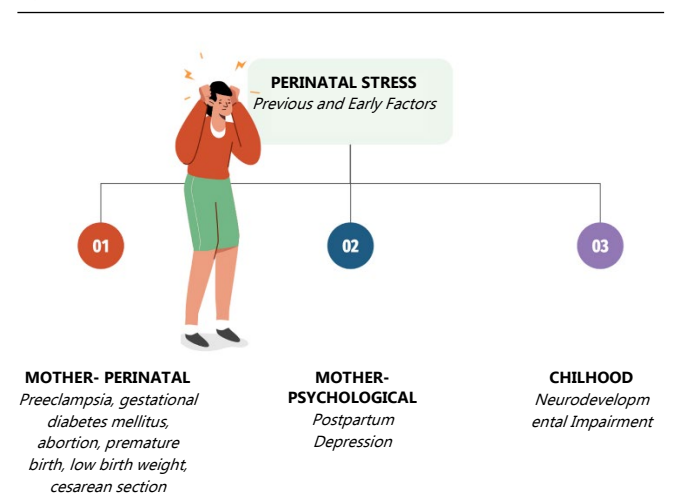 PERINATAL STRESS
Previous and Early Factors
01
02
03
MOTHER- PERINATAL
Preeclampsia, gestational
diabetes mellitus,
abortion, premature
birth, low birth weight,
cesarean section
MOTHER-
PSYCHOLOGICAL
Postpartum
Depression
CHILHOOD
Neurodevelopm
ental Impairment